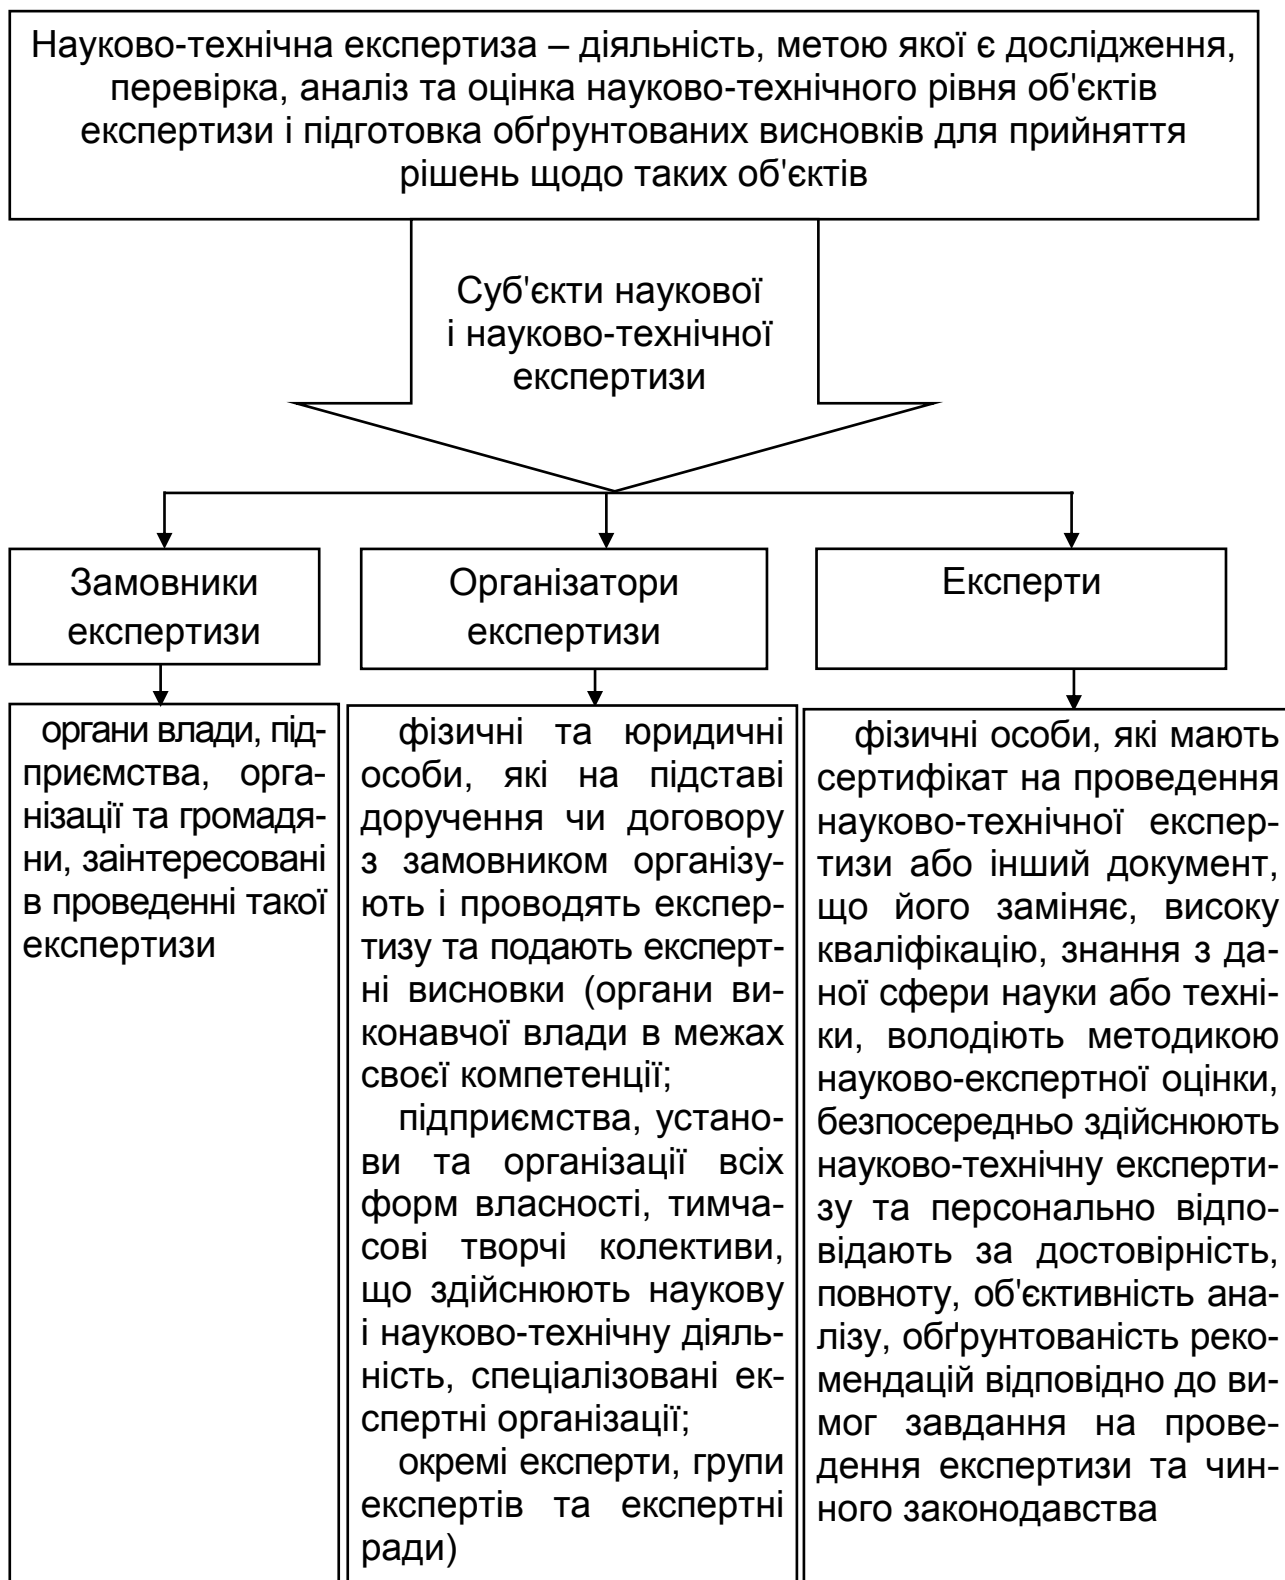 Науково-технічна експертиза – діяльність, метою якої є дослідження,
перевірка, аналіз та оцінка науково-технічного рівня об'єктів
експертизи і підготовка обґрунтованих висновків для прийняття
рішень щодо таких об'єктів
Суб'єкти наукової
і науково-технічної
експертизи
Замовники
експертизи
Організатори
експертизи
Експерти
органи влади, під-
приємства, орга-
нізації та громадя-
ни, заінтересовані
в проведенні такої
експертизи
фізичні та юридичні
особи, які на підставі
доручення чи договору
з замовником організу-
ють і проводять експер-
тизу та подають експерт-
ні висновки (органи ви-
конавчої влади в межах
своєї компетенції;
підприємства, устано-
ви та організації всіх
форм власності, тимча-
сові творчі колективи,
що здійснюють наукову
і науково-технічну діяль-
ність, спеціалізовані ек-
спертні організації;
окремі експерти, групи
експертів та експертні
ради)
фізичні особи, які мають
сертифікат на проведення
науково-технічної експер-
тизи або інший документ,
що його заміняє, високу
кваліфікацію, знання з да-
ної сфери науки або техні-
ки, володіють методикою
науково-експертної оцінки,
безпосередньо здійснюють
науково-технічну експерти-
зу та персонально відпо-
відають за достовірність,
повноту, об'єктивність ана-
лізу, обґрунтованість реко-
мендацій відповідно до ви-
мог завдання на прове-
дення експертизи та чин-
ного законодавства